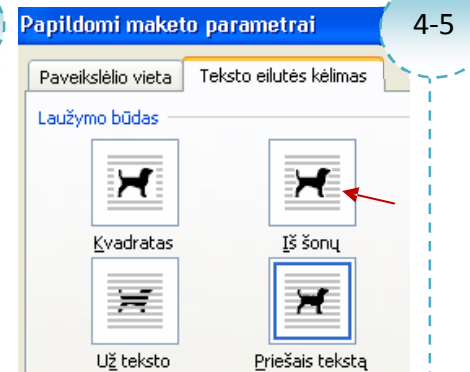 Papildomi maketo parametrai
4-5
Paveikslėlio vieta
Teksto eilutės kėlimas
Laužymo būdas
Kvadratas
Iš šonų
Už teksto
Priešais tekstą